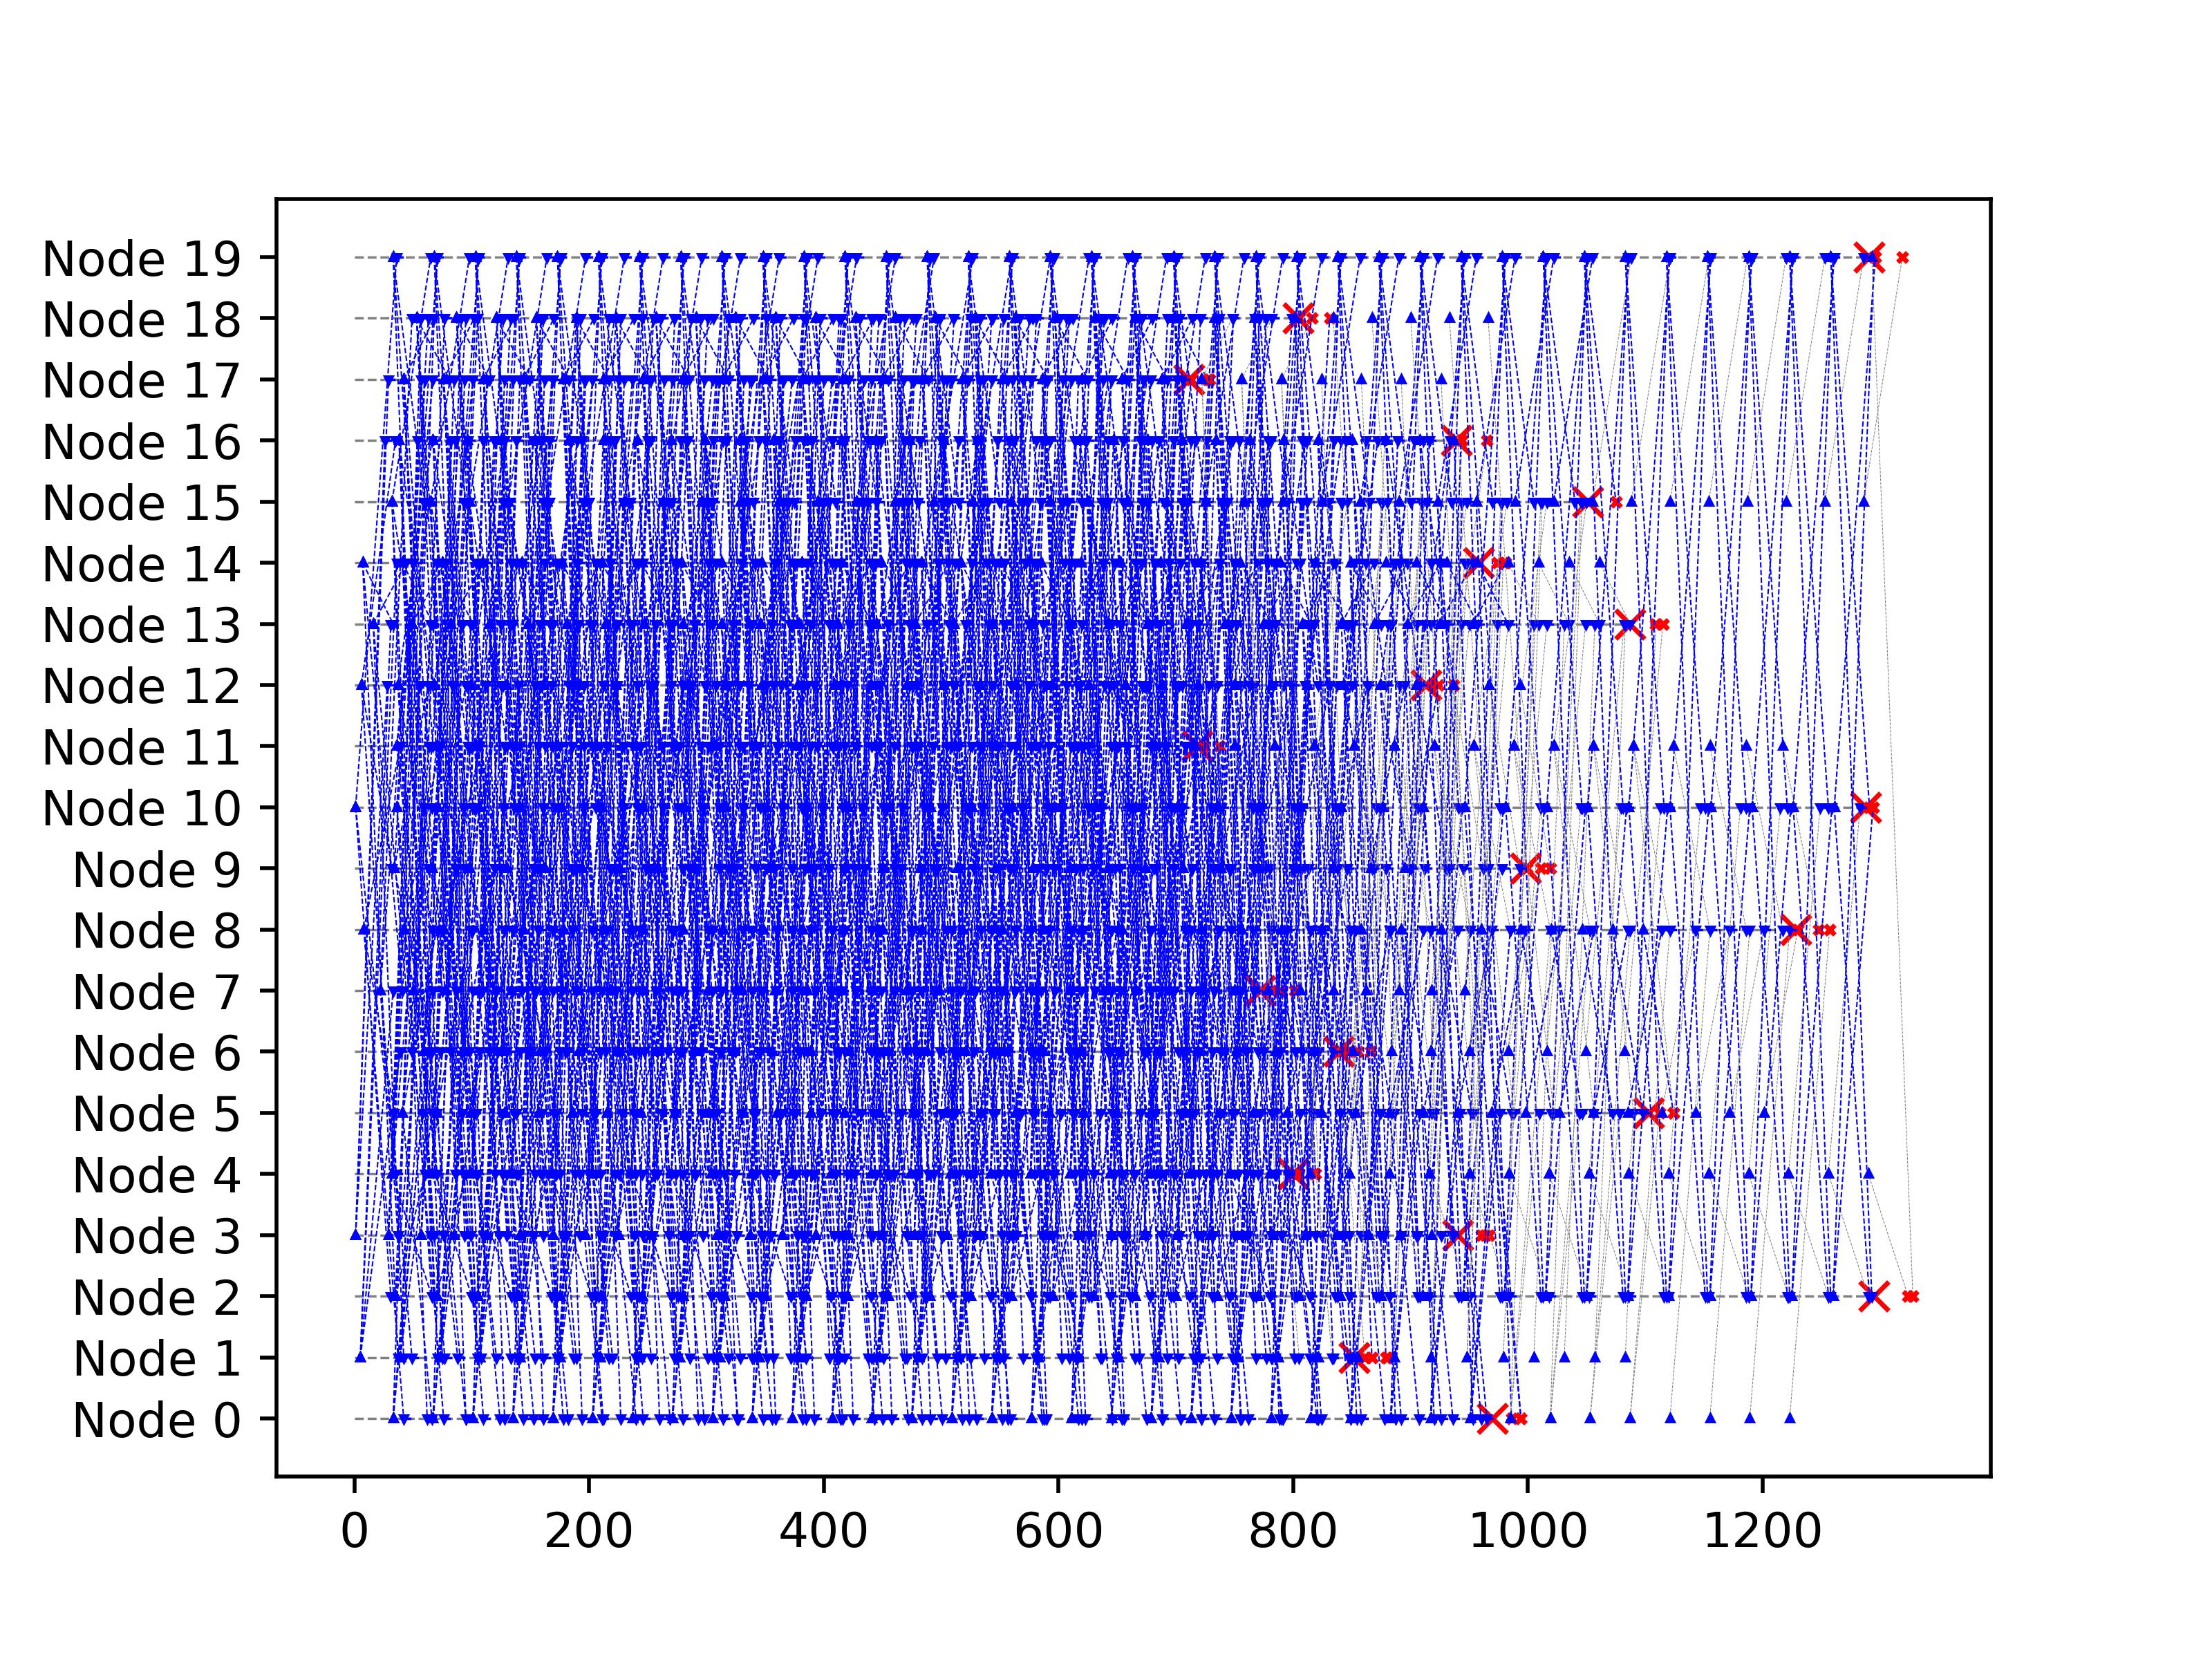 Node 19
Node 18
Node 17
Node 16
Node 15
Node 14
Node 13
Node 12
Node 11
Node 10
Node 9
Node 8
Node 7
Node 6
Node 5
Node 4
Node 3
Node 2
Node 1
Node 0
0 200 400 600 800 1000 1200